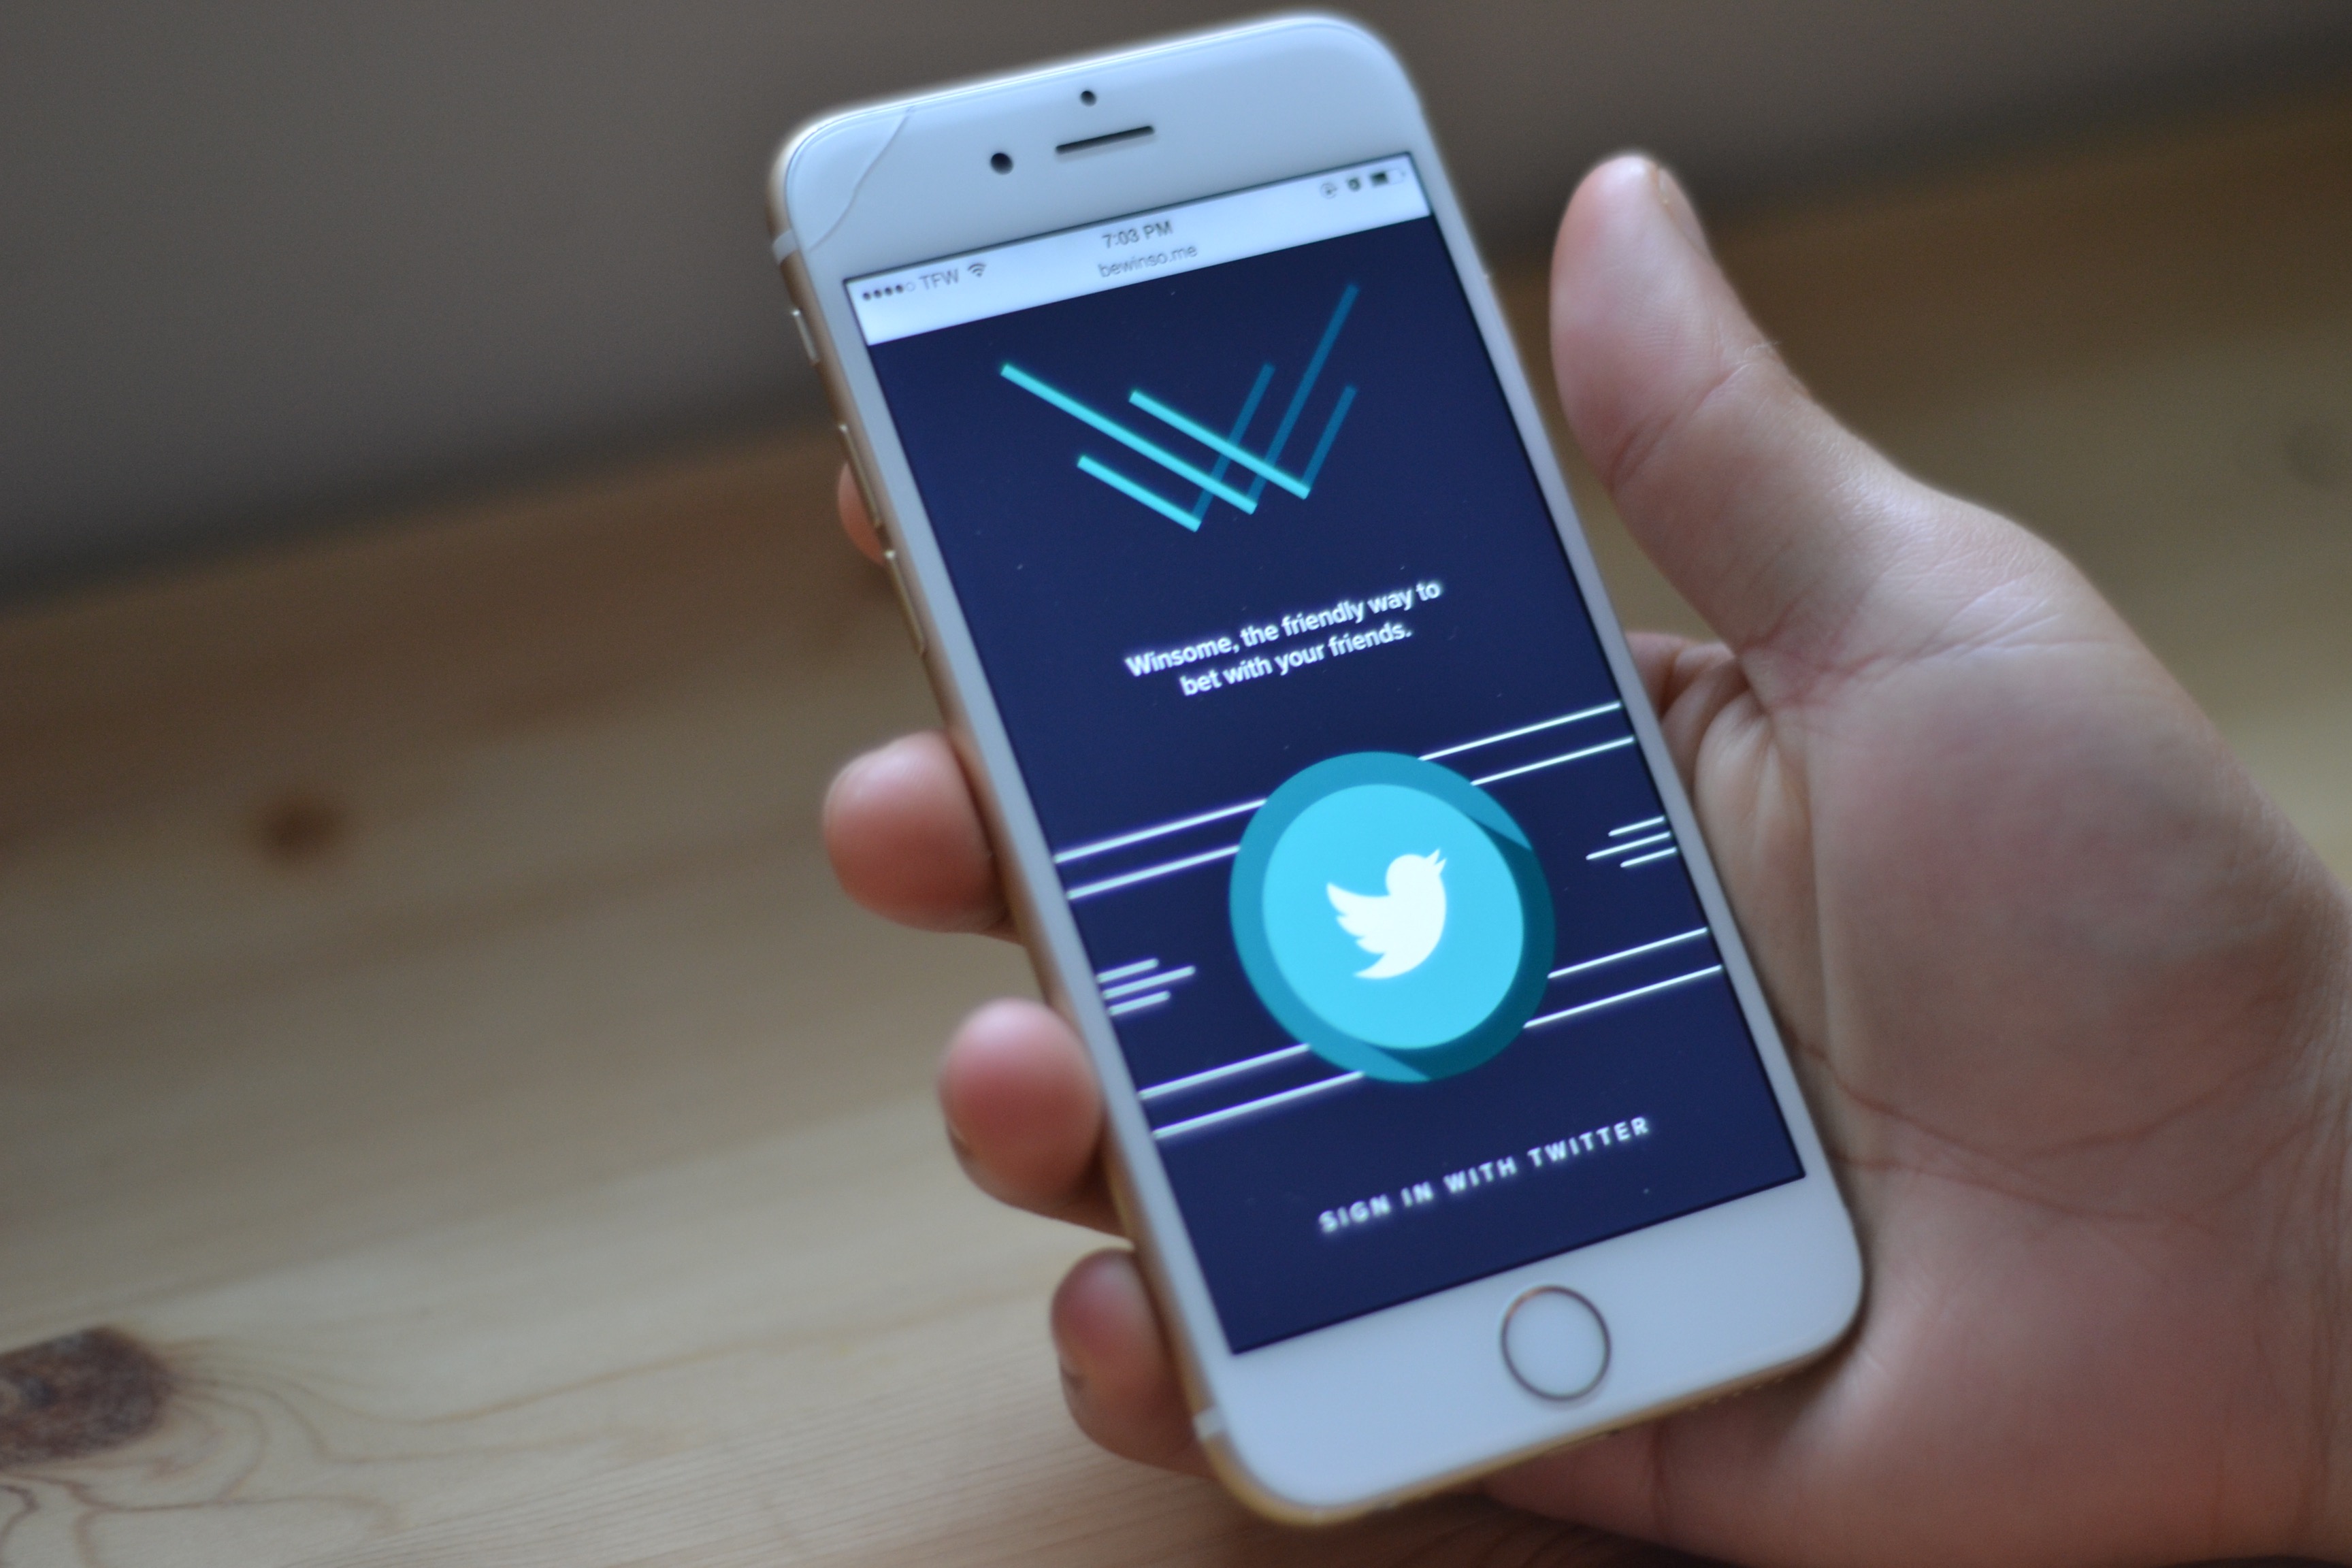 TFW
7:03 PM
bewinso.me
Winsome, the friendly way to
bet with your friends.
SIGN IN WITH TWITTER